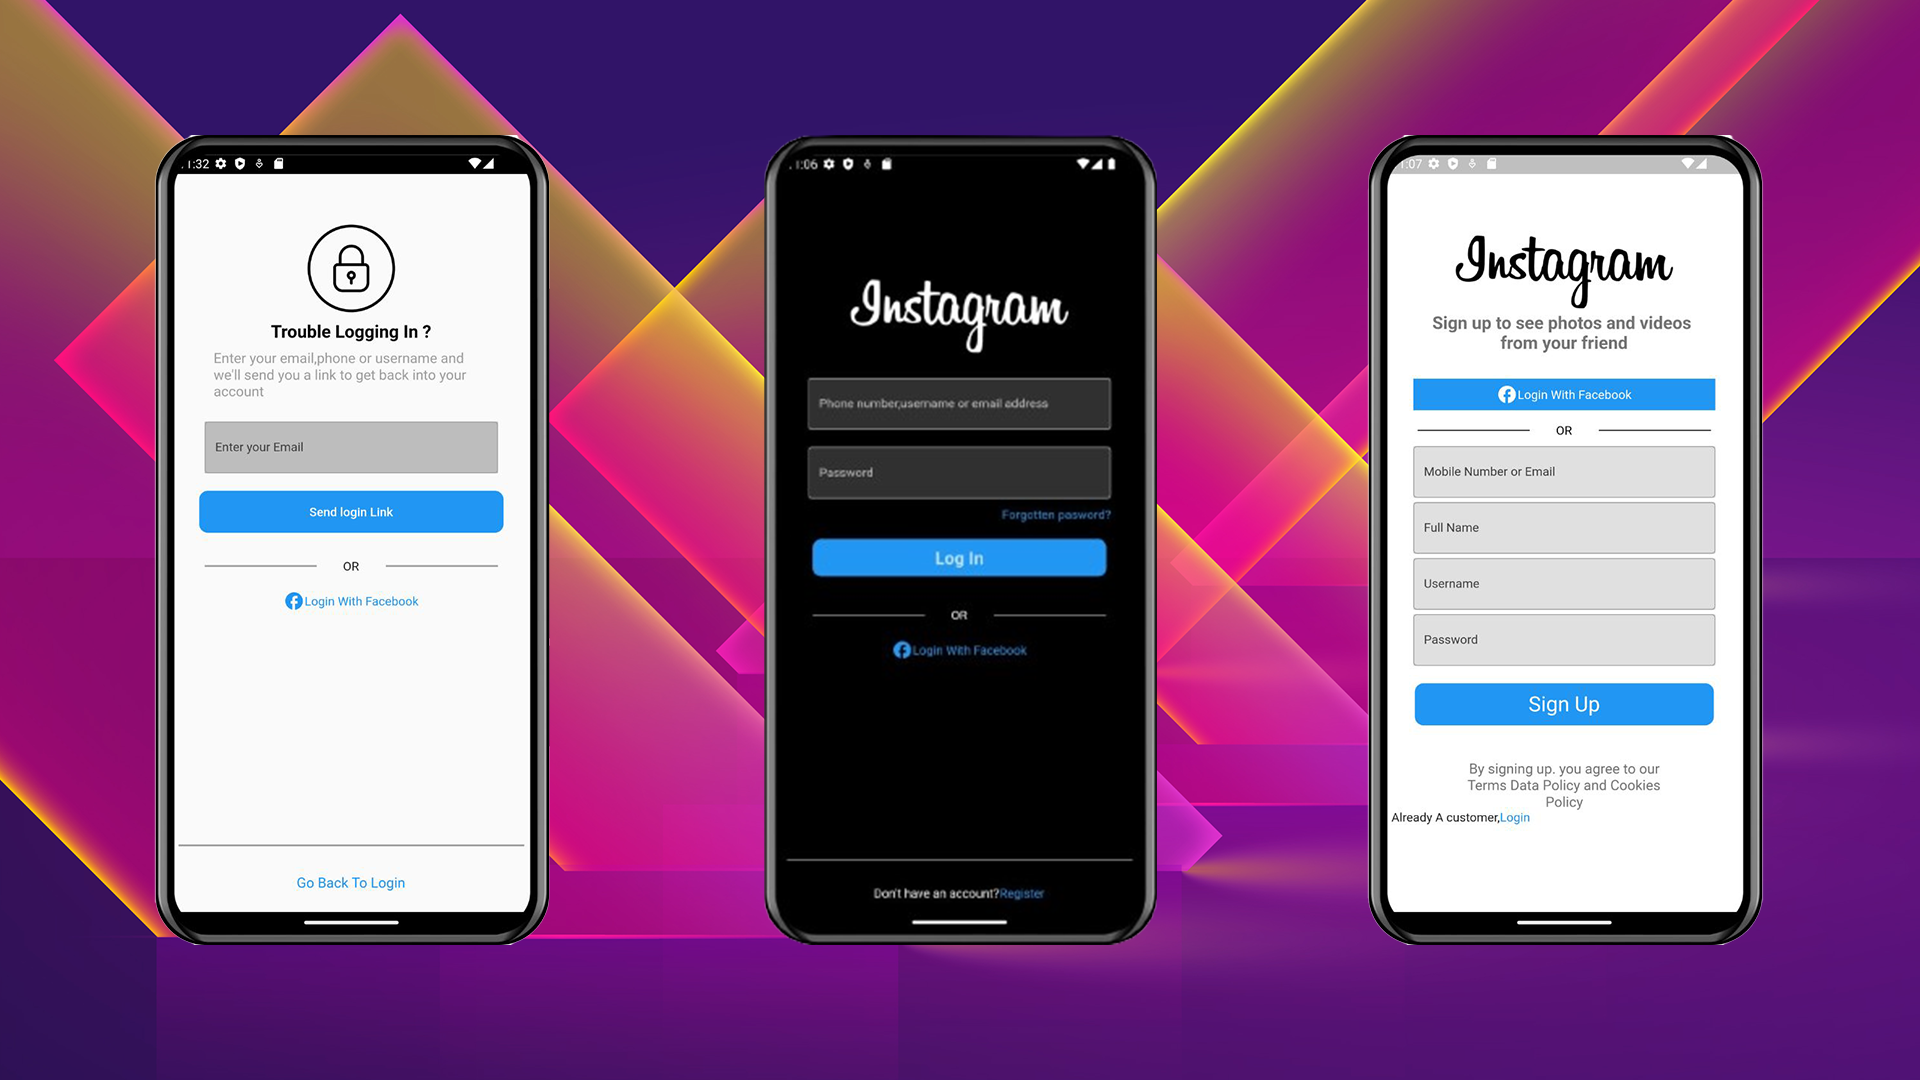 1:32
Trouble Logging In ?
Enter your email,phone or username and
we'll send you a link to get back into your
account
Enter your Email
Send login Link
OR
Login With Facebook
Go Back To Login
1:06
Instagram
Phone number,username or email address
Password
Forgotten pasword?
Log In
OR
Login With Facebook
Don't have an account?Register
1:07
Instagram
Sign up to see photos and videos
from your friend
Login With Facebook
OR
Mobile Number or Email
Full Name
Username
Password
Sign Up
By signing up. you agree to our
Terms Data Policy and Cookies
Policy
Already A customer,Login